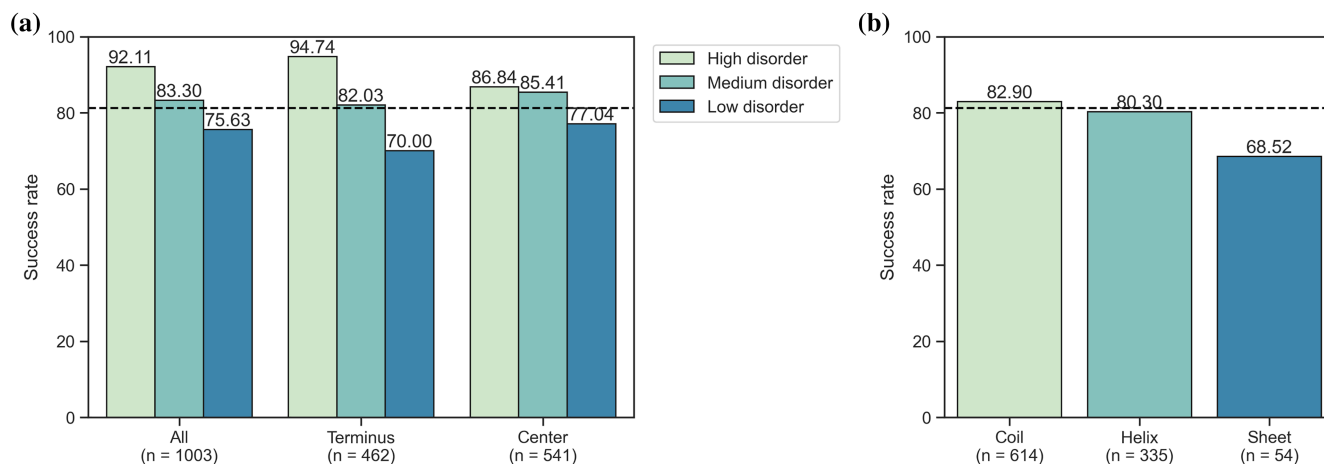 (a)
100
80
60
40
20
0
Success rate
92.11
83.30
75.63
94.74
82.03
70.00
86.84
85.41
77.04
All
(n = 1003)
Terminus
(n = 462)
Center
(n = 541)
High disorder
Medium disorder
Low disorder
(b)
100
80
60
40
20
0
Success rate
82.90
80.30
68.52
Coil
(n = 614)
Helix
(n = 335)
Sheet
(n = 54)